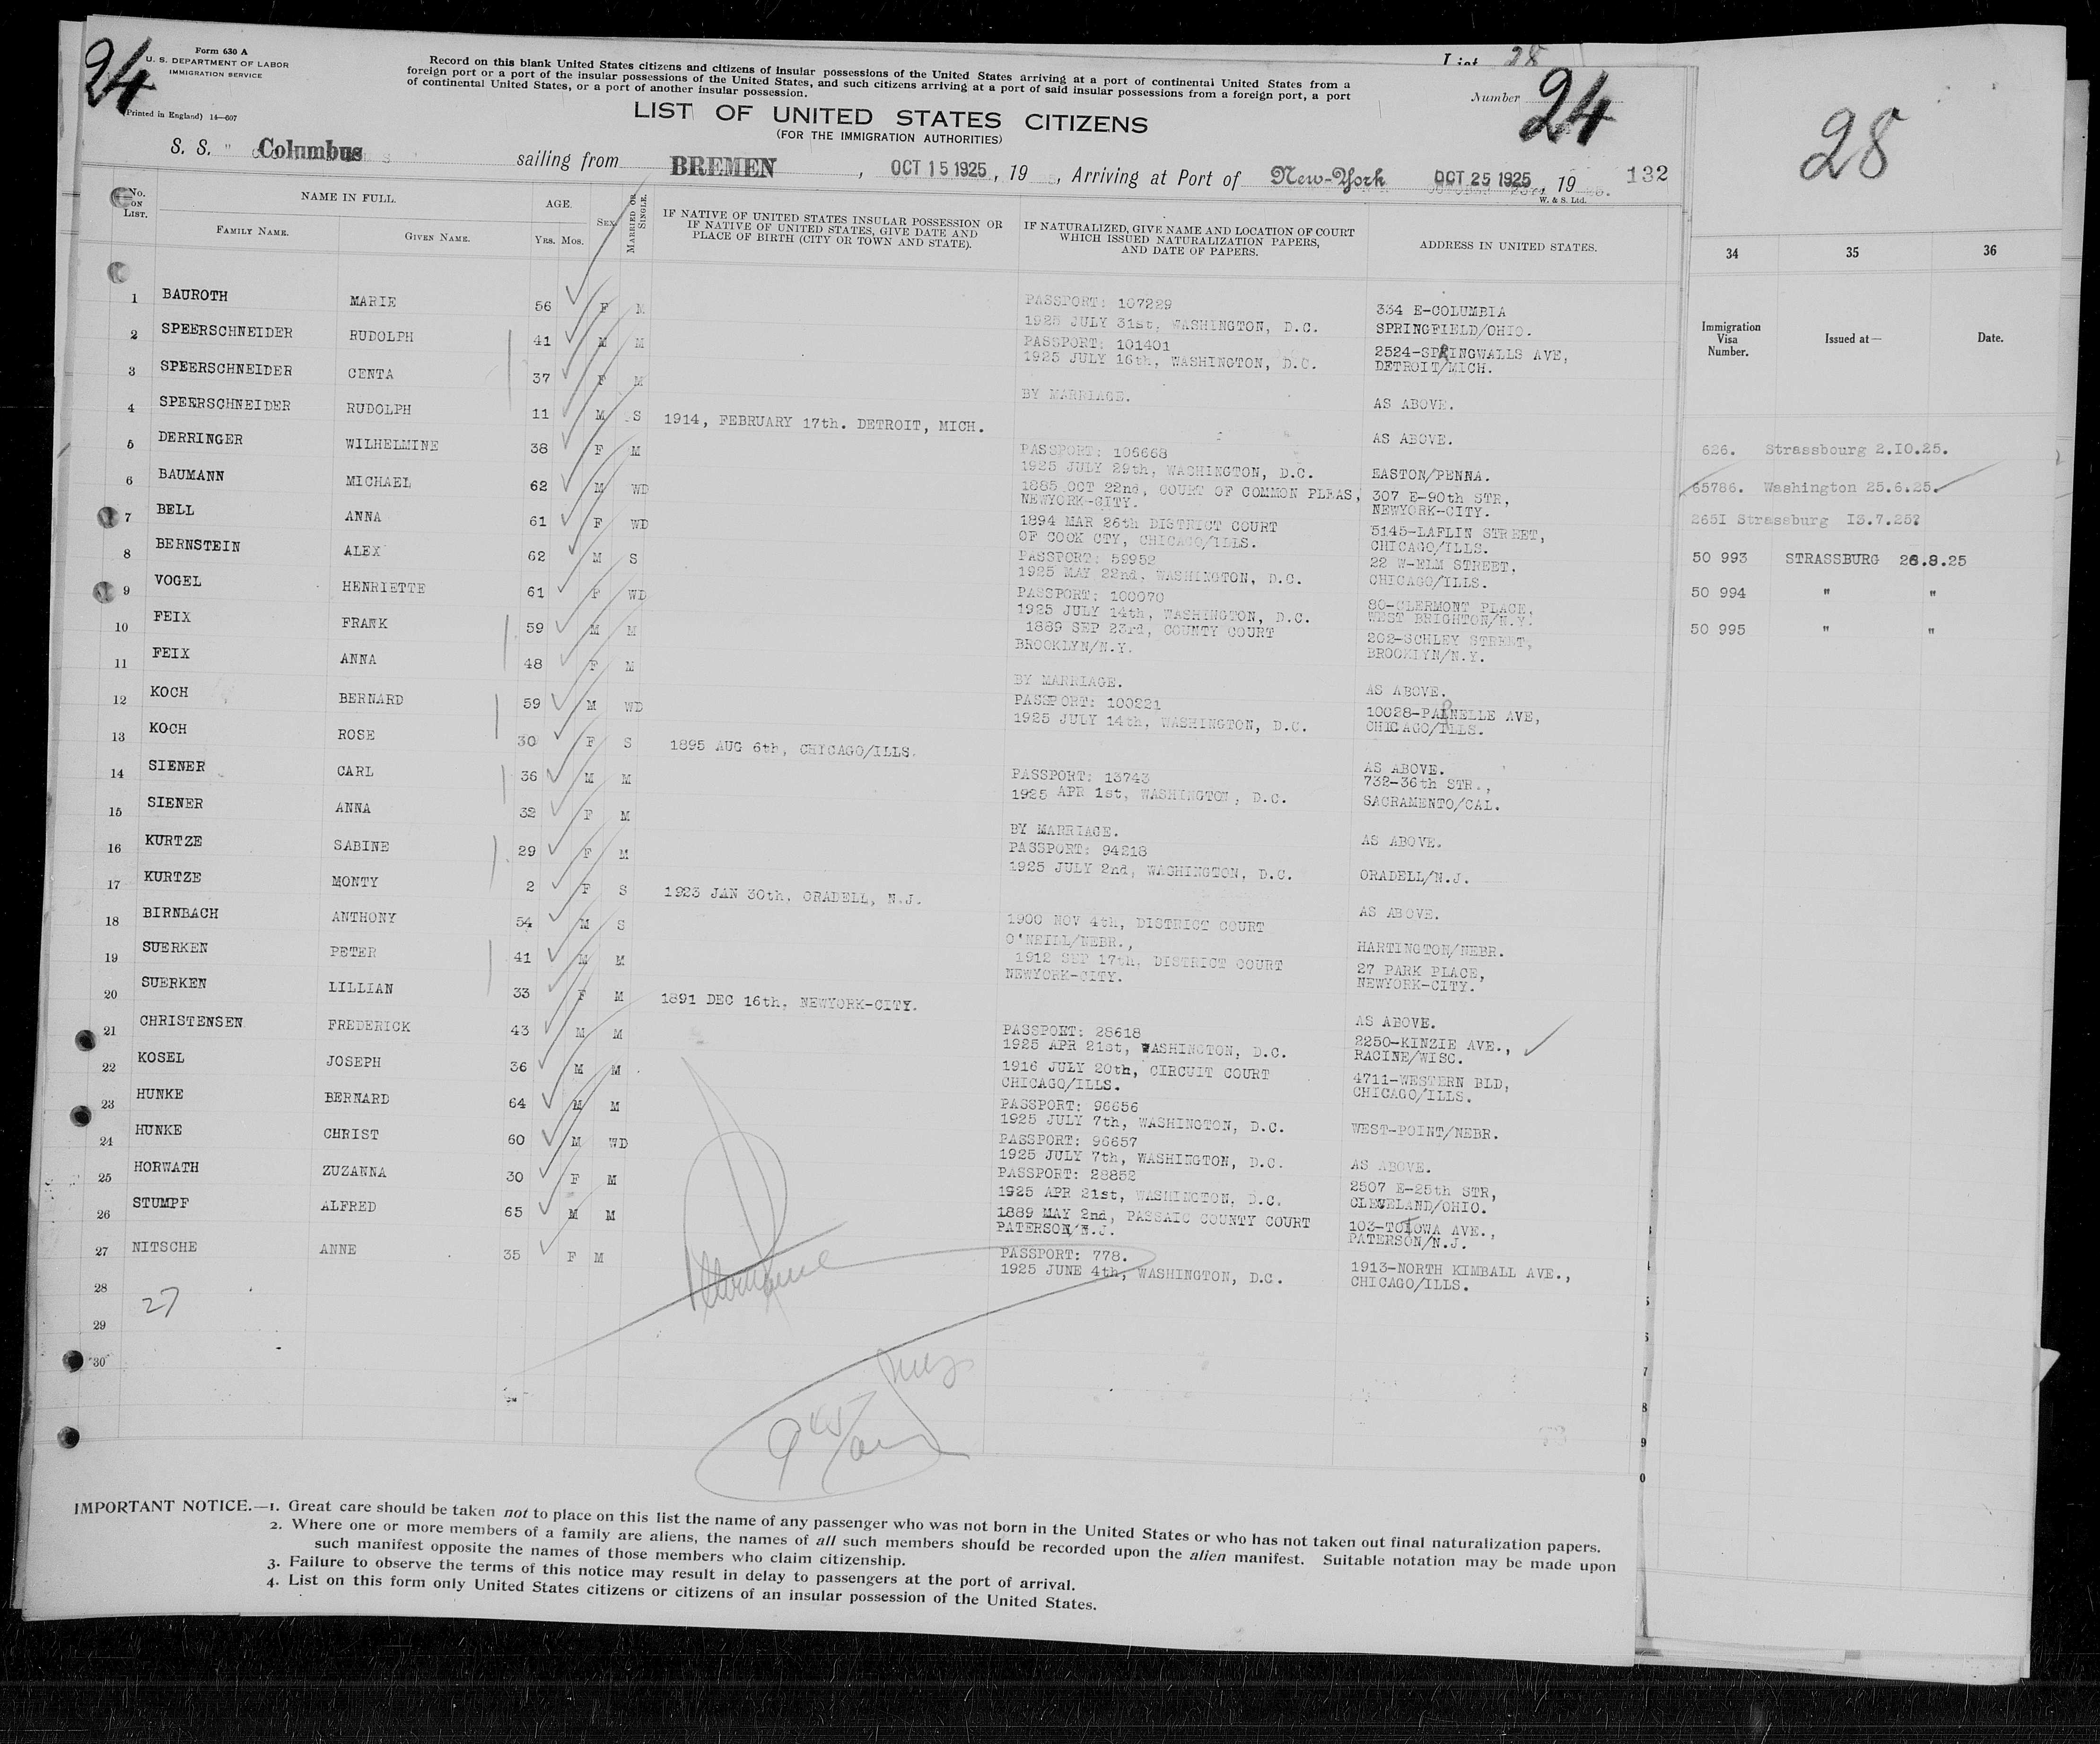 24
Form 630 A
U. S. DEPARTMENT OF LABOR
IMMIGRATION SERVICE
(Printed in England) 14—607
Record on this blank United States citizens and citizens of insular possessions of the United States arriving at a port of continental United States from a
foreign port or a port of the insular possessions of the United States, and such citizens arriving at a port of said insular possessions from a foreign port, a port
of continental United States, or a port of another insular possession.
List 28
Number 24
28
LIST OF UNITED STATES CITIZENS
(FOR THE IMMIGRATION AUTHORITIES)
S. S. " Columbus sailing from BREMEN , OCT 15 1925 , 19 , Arriving at Port of New-York OCT 25 1925 , 19 132
W. & S. Ltd.
No. ON LIST. NAME IN FULL. AGE. SEX. MARRIED OR SINGLE.
FAMILY NAME. GIVEN NAME. YRS. MOS.
IF NATIVE OF UNITED STATES INSULAR POSSESSION OR
IF NATIVE OF UNITED STATES, GIVE DATE AND
PLACE OF BIRTH (CITY OR TOWN AND STATE).
IF NATURALIZED, GIVE NAME AND LOCATION OF COURT
WHICH ISSUED NATURALIZATION PAPERS,
AND DATE OF PAPERS.
ADDRESS IN UNITED STATES.
1 BAUROTH MARIE 56 F M PASSPORT: 107229 334 E-COLUMBIA
1925 JULY 31st, WASHINGTON, D.C. SPRINGFIELD/OHIO.
2 SPEERSCHNEIDER RUDOLPH 41 M M PASSPORT: 101401 2524-SPRINGWALLS AVE,
1925 JULY 16th, WASHINGTON, D.C. DETROIT/MICH.
3 SPEERSCHNEIDER CENTA 37 F M BY MARRIAGE. AS ABOVE.
4 SPEERSCHNEIDER RUDOLPH 11 M S 1914, FEBRUARY 17th. DETROIT, MICH. AS ABOVE.
5 DERRINGER WILHELMINE 38 F M PASSPORT: 106668
1925 JULY 29th, WASHINGTON, D.C. EASTON/PENNA.
6 BAUMANN MICHAEL 62 M WD 1885 OCT 22nd, COURT OF COMMON PLEAS, 307 E-90th STR,
NEWYORK-CITY. NEWYORK-CITY.
7 BELL ANNA 61 F WD 1894 MAR 26th DISTRICT COURT 5145-LAFLIN STREET,
OF COOK CTY, CHICAGO/ILLS. CHICAGO/ILLS.
8 BERNSTEIN ALEX 62 M S PASSPORT: 59952 22 W-ELM STREET,
1925 MAY 22nd, WASHINGTON, D.C. CHICAGO/ILLS.
9 VOGEL HENRIETTE 61 F WD PASSPORT: 100070 80-CLERMONT PLACE,
1925 JULY 14th, WASHINGTON, D.C. WEST BRIGHTON/N.Y.
10 FEIX FRANK 59 M M 1889 SEP 23rd, COUNTY COURT 202-SCHLEY STREET,
BROOKLYN/N.Y. BROOKLYN/N.Y.
11 FEIX ANNA 48 F M BY MARRIAGE. AS ABOVE.
12 KOCH BERNARD 59 M WD PASSPORT: 100221 10028-PARNELLE AVE,
1925 JULY 14th, WASHINGTON, D.C. CHICAGO/ILLS.
13 KOCH ROSE 30 F S 1895 AUG 6th, CHICAGO/ILLS. AS ABOVE.
14 SIENER CARL 36 M M PASSPORT: 13743 732-36th STR.,
1925 APR 1st, WASHINGTON, D.C. SACRAMENTO/CAL.
15 SIENER ANNA 32 F M BY MARRIAGE. AS ABOVE.
16 KURTZE SABINE 29 F M PASSPORT: 94218
1925 JULY 2nd, WASHINGTON, D.C. ORADELL/N.J.
17 KURTZE MONTY 2 F S 1923 JAN 30th, ORADELL, N.J. AS ABOVE.
18 BIRNBACH ANTHONY 54 M S 1900 NOV 4th, DISTRICT COURT
O'NEILL/NEBR., HARTINGTON/NEBR.
19 SUERKEN PETER 41 M M 1912 SEP 17th, DISTRICT COURT 27 PARK PLACE,
NEWYORK-CITY. NEWYORK-CITY.
20 SUERKEN LILLIAN 33 F M 1891 DEC 16th, NEWYORK-CITY. AS ABOVE.
21 CHRISTENSEN FREDERICK 43 M M PASSPORT: 28618 2250-KINZIE AVE.,
1925 APR 21st, WASHINGTON, D.C. RACINE/WISC.
22 KOSEL JOSEPH 36 M M 1916 JULY 20th, CIRCUIT COURT 4711-WESTERN BLD,
CHICAGO/ILLS. CHICAGO/ILLS.
23 HUNKE BERNARD 64 M M PASSPORT: 96656
1925 JULY 7th, WASHINGTON, D.C. WEST-POINT/NEBR.
24 HUNKE CHRIST 60 M WD PASSPORT: 96657
1925 JULY 7th, WASHINGTON, D.C. AS ABOVE.
25 HORWATH ZUZANNA 30 F M PASSPORT: 28852 2507 E-25th STR,
1925 APR 21st, WASHINGTON, D.C. CLEVELAND/OHIO.
26 STUMPF ALFRED 65 M M 1889 MAY 2nd, PASSAIC COUNTY COURT 103-TOTOWA AVE.,
PATERSON/N.J. PATERSON/N.J.
27 NITSCHE ANNE 35 F M PASSPORT: 778. 1913-NORTH KIMBALL AVE.,
1925 JUNE 4th, WASHINGTON, D.C. CHICAGO/ILLS.
28 27
29
30
34 35 36
Immigration Visa Number. Issued at— Date.
626. Strassbourg 2.IO.25.
65786. Washington 25.6.25.
265I Strassburg I3.7.25?
50 993 STRASSBURG 26.8.25
50 994 " "
50 995 " "
IMPORTANT NOTICE.—1. Great care should be taken not to place on this list the name of any passenger who was not born in the United States or who has not taken out final naturalization papers.
2. Where one or more members of a family are aliens, the names of all such members should be recorded upon the alien manifest. Suitable notation may be made upon
such manifest opposite the names of those members who claim citizenship.
3. Failure to observe the terms of this notice may result in delay to passengers at the port of arrival.
4. List on this form only United States citizens or citizens of an insular possession of the United States.